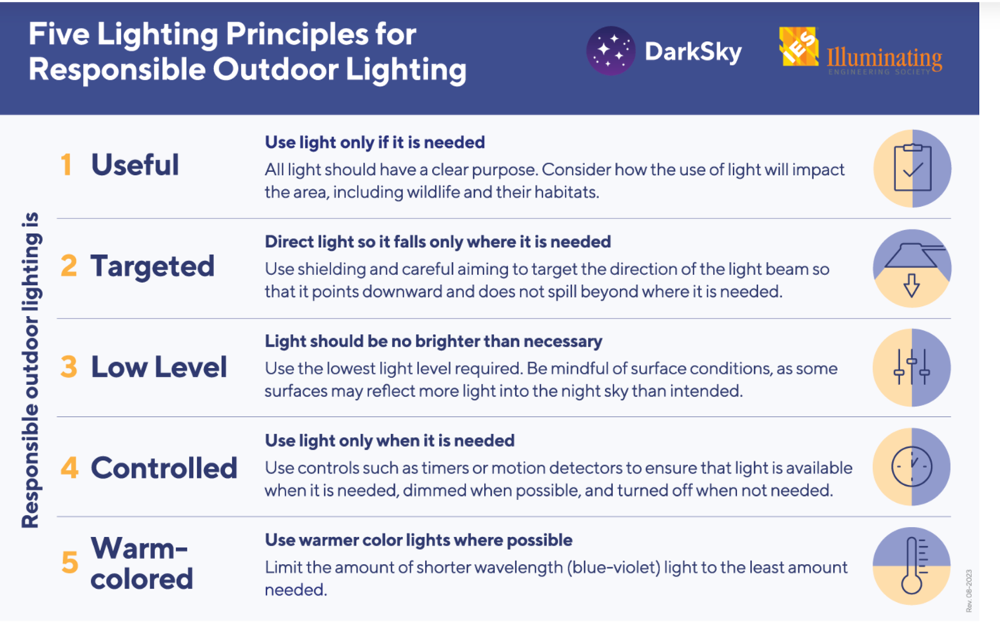 Five Lighting Principles for
Responsible Outdoor Lighting
DarkSky
IES
Illuminating
ENGINEERING SOCIETY
Responsible outdoor lighting is
1 Useful
Use light only if it is needed
All light should have a clear purpose. Consider how the use of light will impact
the area, including wildlife and their habitats.
2 Targeted
Direct light so it falls only where it is needed
Use shielding and careful aiming to target the direction of the light beam so
that it points downward and does not spill beyond where it is needed.
3 Low Level
Light should be no brighter than necessary
Use the lowest light level required. Be mindful of surface conditions, as some
surfaces may reflect more light into the night sky than intended.
4 Controlled
Use light only when it is needed
Use controls such as timers or motion detectors to ensure that light is available
when it is needed, dimmed when possible, and turned off when not needed.
5 Warm-
colored
Use warmer color lights where possible
Limit the amount of shorter wavelength (blue-violet) light to the least amount
needed.
Rev. 08-2023